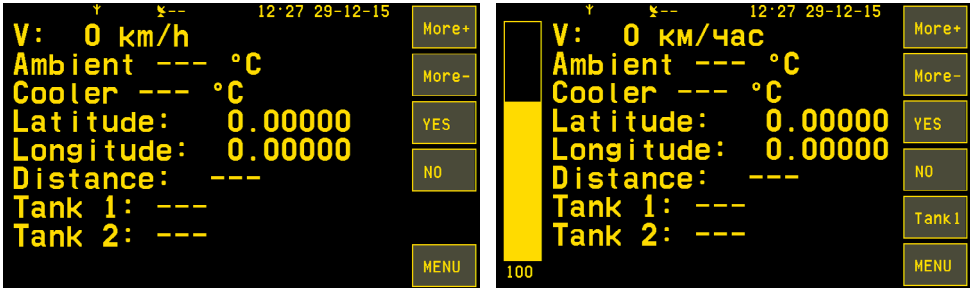 12:27 29-12-15
V: 0 km/h
Ambient --- °C
Cooler --- °C
Latitude: 0.00000
Longitude: 0.00000
Distance: ---
Tank 1: ---
Tank 2: ---
More+
More-
YES
NO
MENU
12:27 29-12-15
V: 0 км/час
Ambient --- °C
Cooler --- °C
Latitude: 0.00000
Longitude: 0.00000
Distance: ---
Tank 1: ---
Tank 2: ---
100
More+
More-
YES
NO
Tank1
MENU